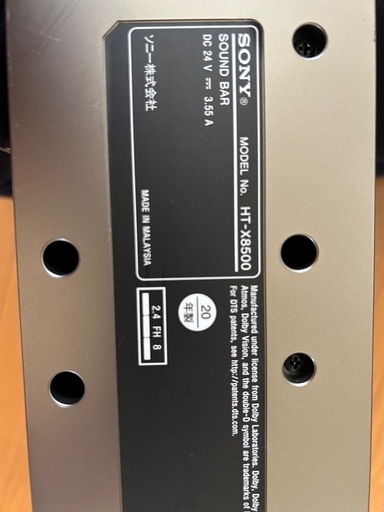 SONY®
SOUND BAR MODEL No. HT-X8500
DC 24 V ⎓ 3.55 A
ソニー株式会社 MADE IN MALAYSIA
Manufactured under license from Dolby Laboratories. Dolby, Dolby
Atmos, Dolby Vision, and the double-D symbol are trademarks of
For DTS patents, see http://patents.dts.com.
20
年製
2.4 FH 8